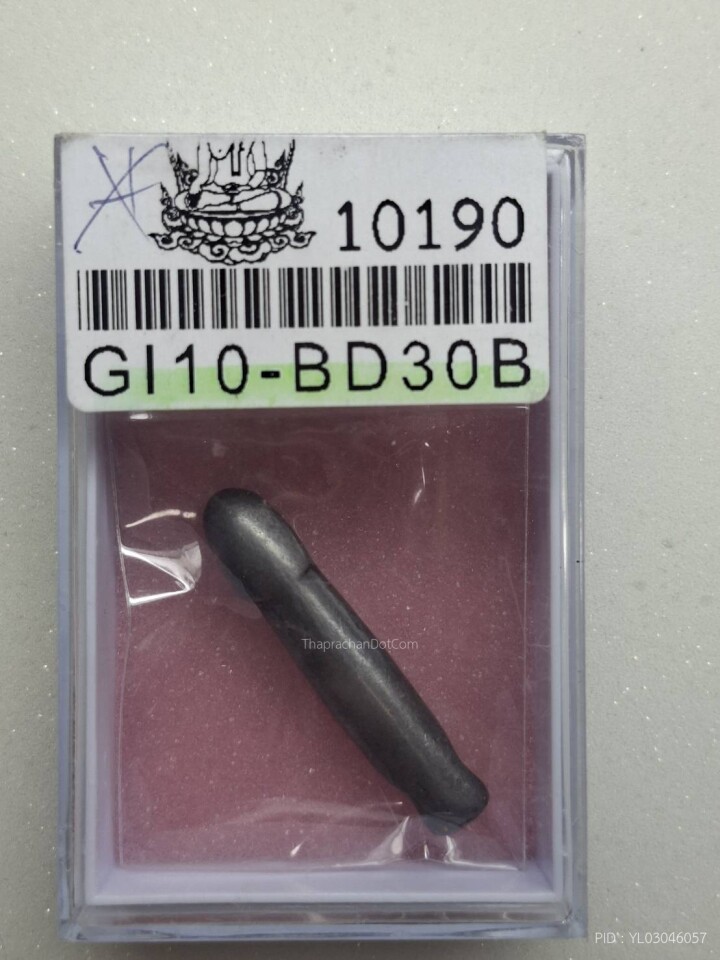 10190
GI10-BD30B
ThaprachanDotCom
PID : YL03046057